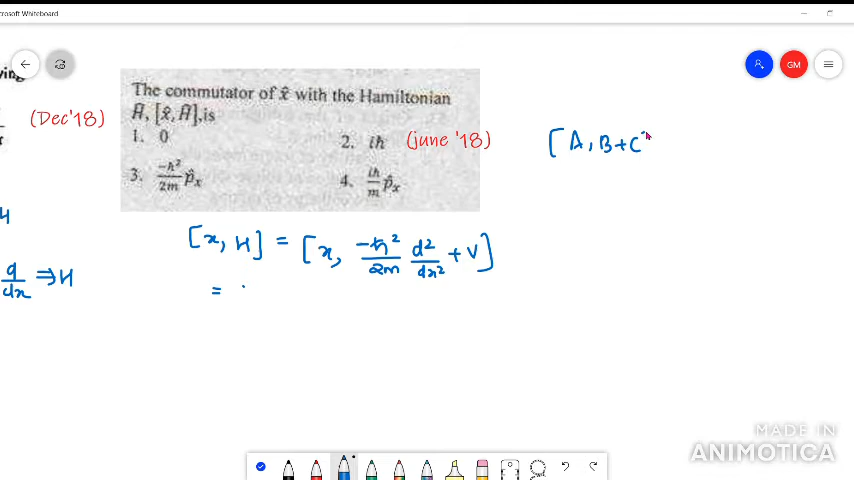 Microsoft Whiteboard
GM
(Dec'18)
The commutator of x̂ with the Hamiltonian
Ĥ, [x̂, Ĥ], is
1. 0
2. iħ
(june '18)
3. -ħ²/2m p̂ₓ
4. iħ/m p̂ₓ
[A, B+C
H
[x, H] = [x, -ħ²/2m d²/dx² + V]
d/dx ⇒ H
=
MADE IN
ANIMOTICA